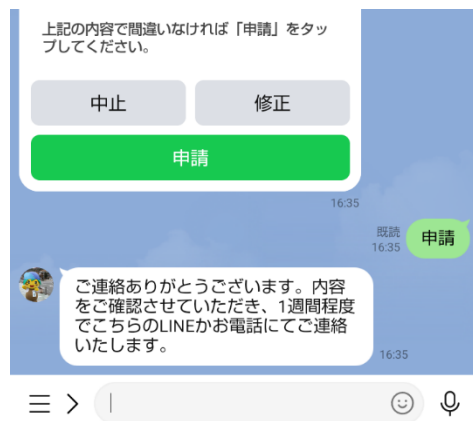 上記の内容で間違いなければ「申請」をタッ
プしてください。
中止
修正
申請
16:35
既読
16:35
申請
ご連絡ありがとうございます。内容
をご確認させていただき、1週間程度
でこちらのLINEかお電話にてご連絡
いたします。
16:35